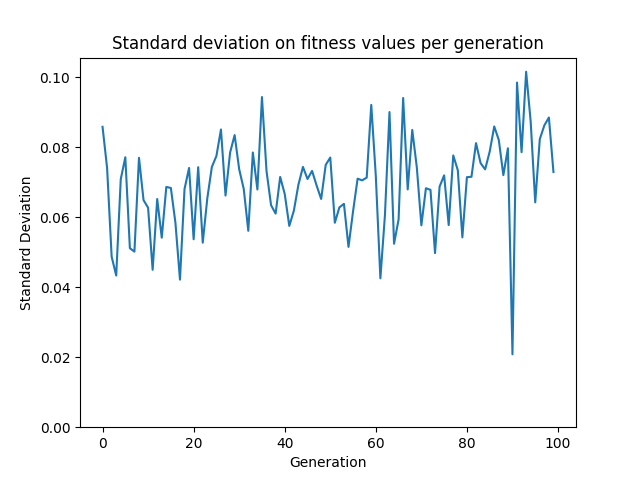 Standard deviation on fitness values per generation
Standard Deviation
0.10
0.08
0.06
0.04
0.02
0.00
0 20 40 60 80 100
Generation